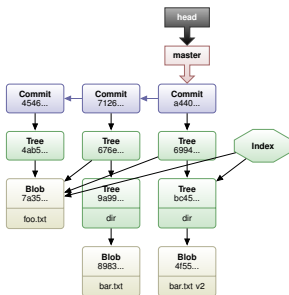 head
master
Commit
4546...
Commit
7126...
Commit
a440...
Tree
4ab5...
Tree
676e...
Tree
6994...
Index
Blob
7a35...
foo.txt
Tree
9a99...
dir
Tree
bc45...
dir
Blob
8983...
bar.txt
Blob
4f55...
bar.txt v2